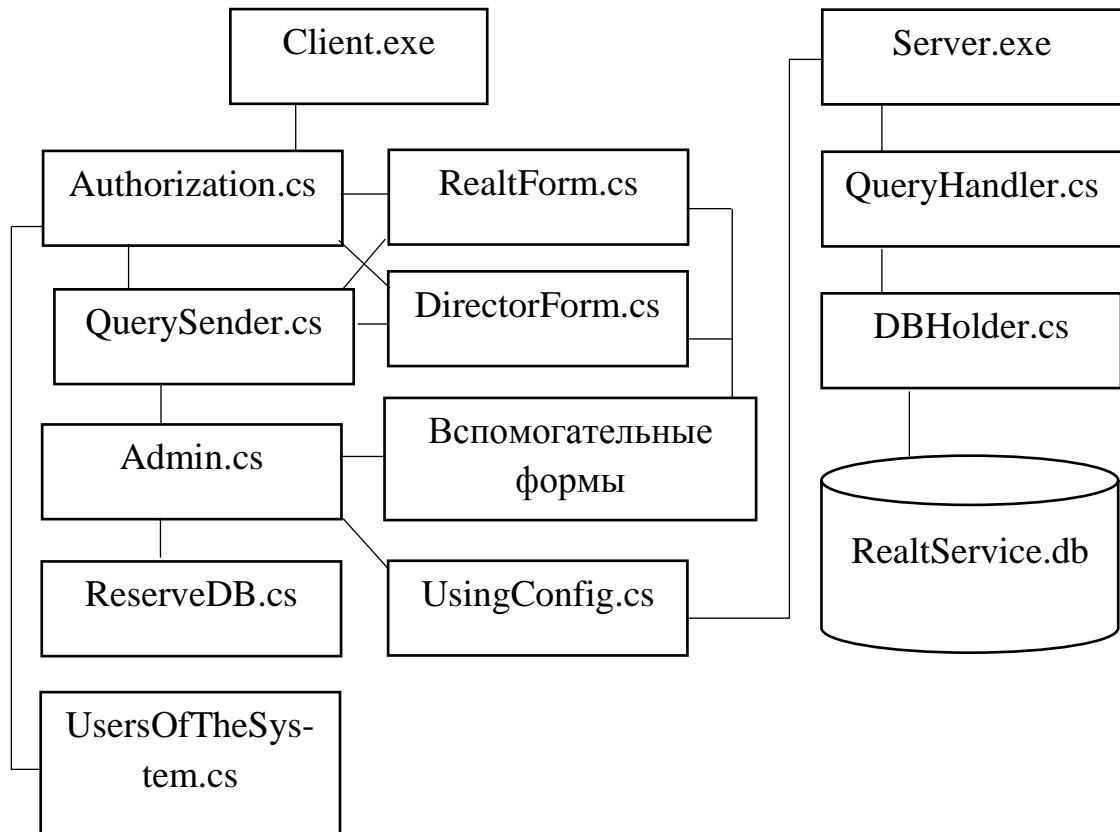 Client.exe
Server.exe
Authorization.cs
RealtForm.cs
QueryHandler.cs
QuerySender.cs
DirectorForm.cs
DBHolder.cs
Admin.cs
Вспомогательные
формы
RealtService.db
ReserveDB.cs
UsingConfig.cs
UsersOfTheSys-
tem.cs